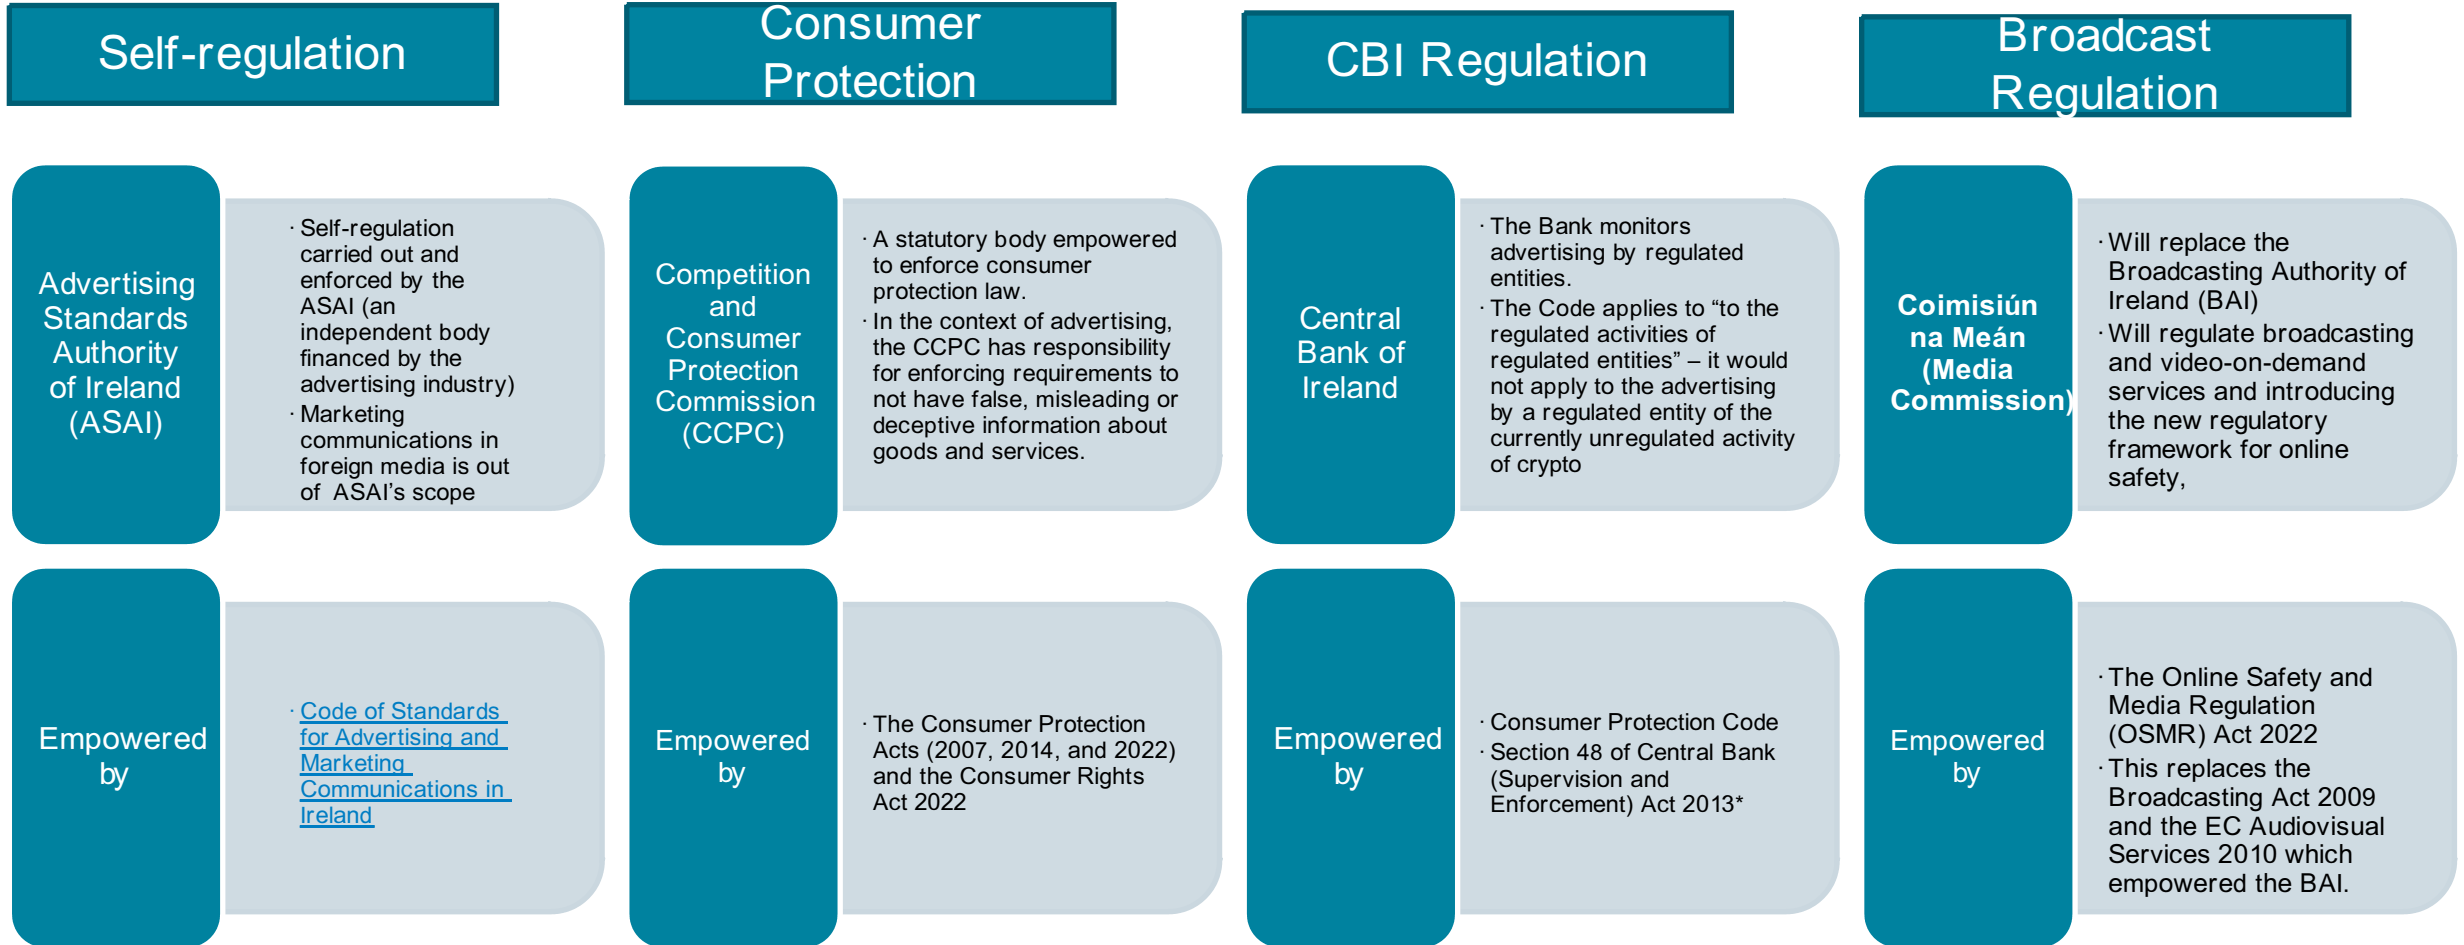 Self-regulation
Consumer
Protection
CBI Regulation
Broadcast
Regulation
Advertising
Standards
Authority
of Ireland
(ASAI)
· Self-regulation
carried out and
enforced by the
ASAI (an
independent body
financed by the
advertising industry)
· Marketing
communications in
foreign media is out
of ASAI’s scope
Competition
and
Consumer
Protection
Commission
(CCPC)
· A statutory body empowered
to enforce consumer
protection law.
· In the context of advertising,
the CCPC has responsibility
for enforcing requirements to
not have false, misleading or
deceptive information about
goods and services.
Central
Bank of
Ireland
· The Bank monitors
advertising by regulated
entities.
· The Code applies to “to the
regulated activities of
regulated entities” – it would
not apply to the advertising
by a regulated entity of the
currently unregulated activity
of crypto
Coimisiún
na Meán
(Media
Commission)
· Will replace the
Broadcasting Authority of
Ireland (BAI)
· Will regulate broadcasting
and video-on-demand
services and introducing
the new regulatory
framework for online
safety,
Empowered
by
· Code of Standards
for Advertising and
Marketing
Communications in
Ireland
Empowered
by
· The Consumer Protection
Acts (2007, 2014, and 2022)
and the Consumer Rights
Act 2022
Empowered
by
· Consumer Protection Code
· Section 48 of Central Bank
(Supervision and
Enforcement) Act 2013*
Empowered
by
· The Online Safety and
Media Regulation
(OSMR) Act 2022
· This replaces the
Broadcasting Act 2009
and the EC Audiovisual
Services 2010 which
empowered the BAI.